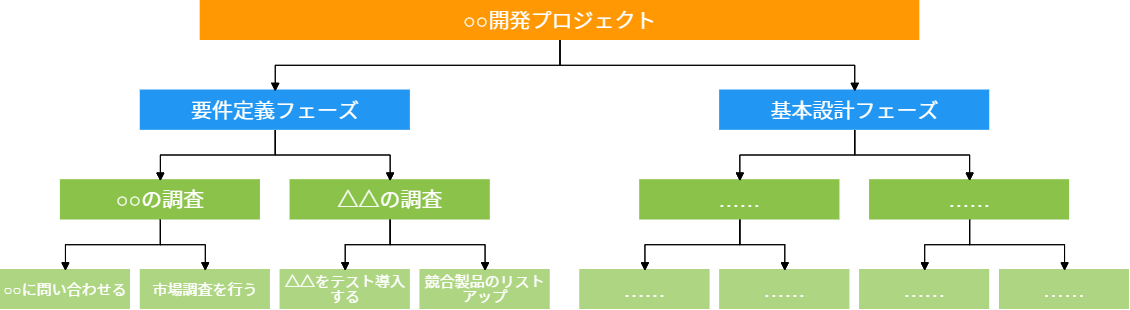 ○○開発プロジェクト
要件定義フェーズ
基本設計フェーズ
○○の調査
△△の調査
……
……
○○に問い合わせる
市場調査を行う
△△をテスト導入
する
競合製品のリスト
アップ
……
……
……
……